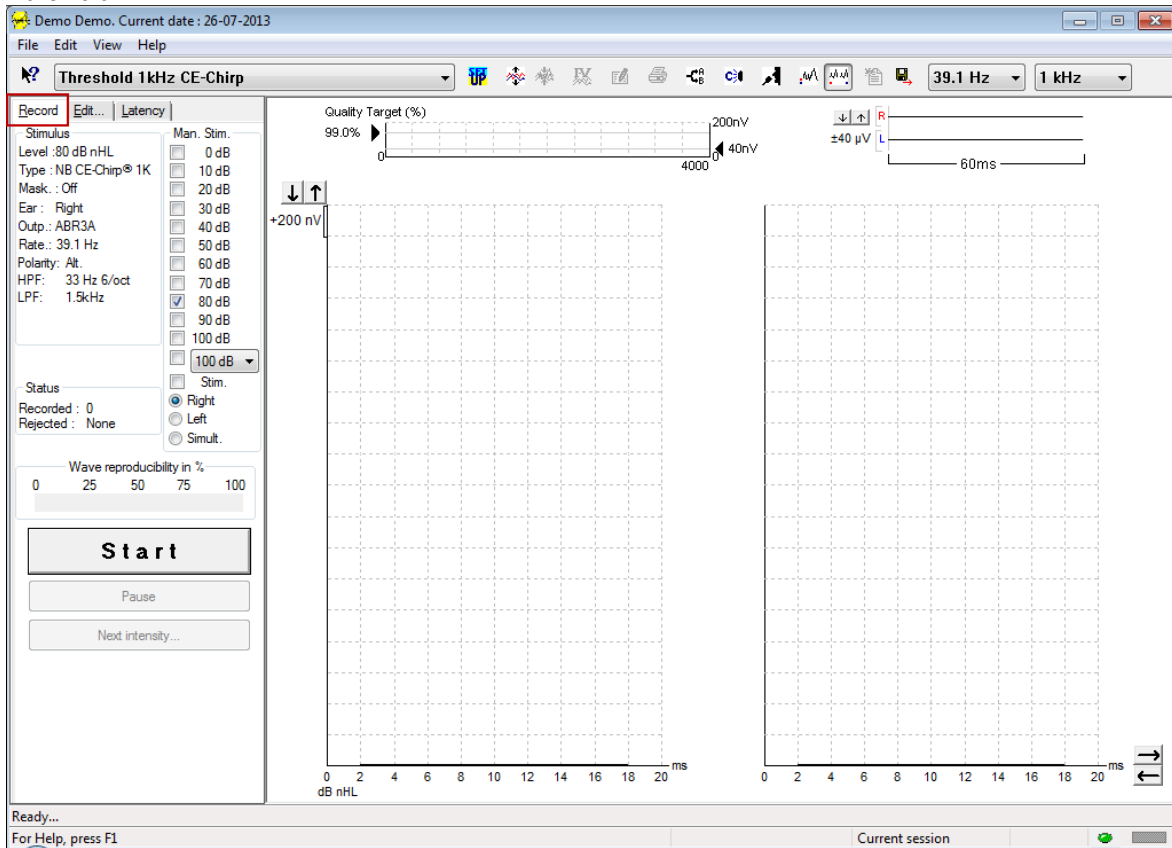 Demo Demo. Current date : 26-07-2013
File Edit View Help
Threshold 1kHz CE-Chirp
39.1 Hz
1 kHz
Record Edit... Latency
Stimulus
Level :80 dB nHL
Type : NB CE-Chirp® 1K
Mask. : Off
Ear : Right
Outp.: ABR3A
Rate.: 39.1 Hz
Polarity: Alt.
HPF: 33 Hz 6/oct
LPF: 1.5kHz
Man. Stim.
0 dB
10 dB
20 dB
30 dB
40 dB
50 dB
60 dB
70 dB
80 dB
90 dB
100 dB
100 dB
Stim.
Right
Left
Simult.
Status
Recorded : 0
Rejected : None
Wave reproducibility in %
0 25 50 75 100
Start
Pause
Next intensity...
Quality Target (%)
99.0%
0
4000
200nV
40nV
0
±40 µV
R
L
60ms
+200 nV
0 2 4 6 8 10 12 14 16 18 20 ms
dB nHL
0 2 4 6 8 10 12 14 16 18 20 ms
Ready...
For Help, press F1
Current session